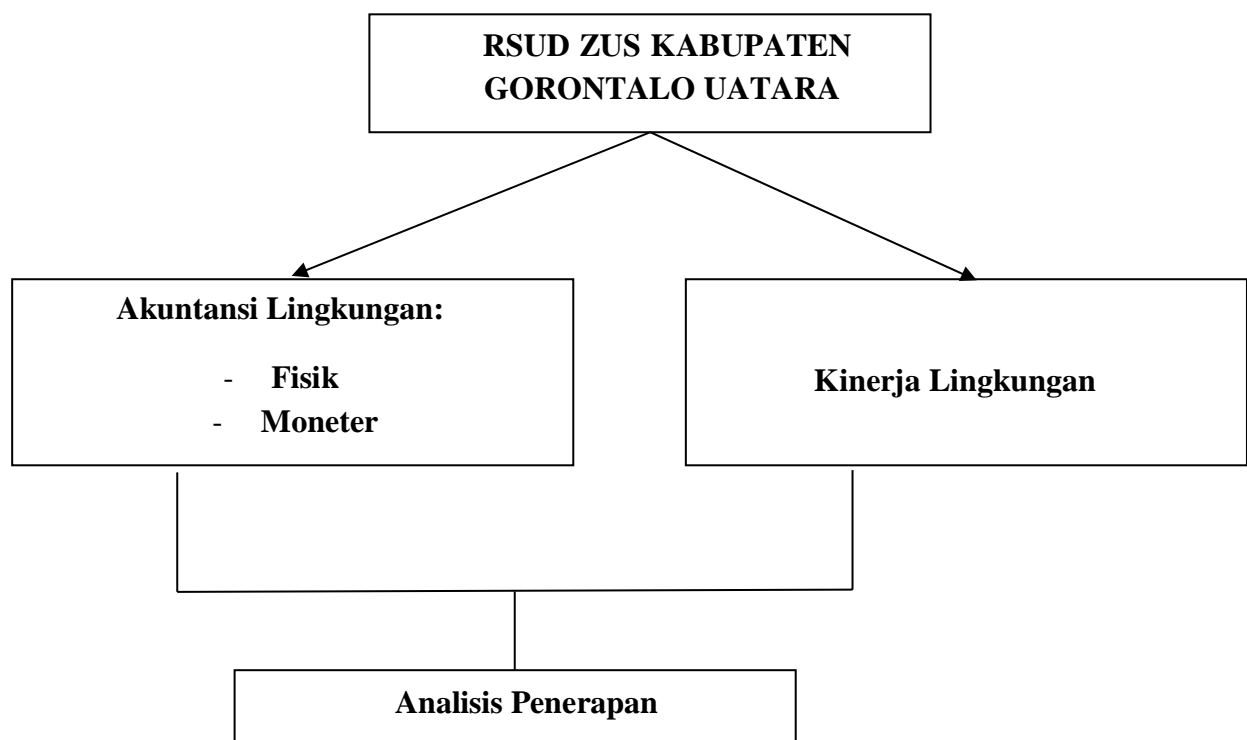 RSUD ZUS KABUPATEN
GORONTALO UATARA
Akuntansi Lingkungan:
- Fisik
- Moneter
Kinerja Lingkungan
Analisis Penerapan